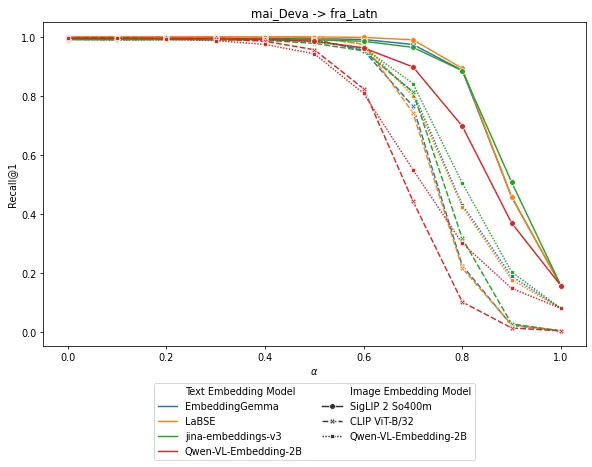 mai_Deva -> fra_Latn
Recall@1
1.0
0.8
0.6
0.4
0.2
0.0
0.0 0.2 0.4 0.6 0.8 1.0
α
Text Embedding Model
EmbeddingGemma
LaBSE
jina-embeddings-v3
Qwen-VL-Embedding-2B
Image Embedding Model
SigLIP 2 So400m
CLIP ViT-B/32
Qwen-VL-Embedding-2B